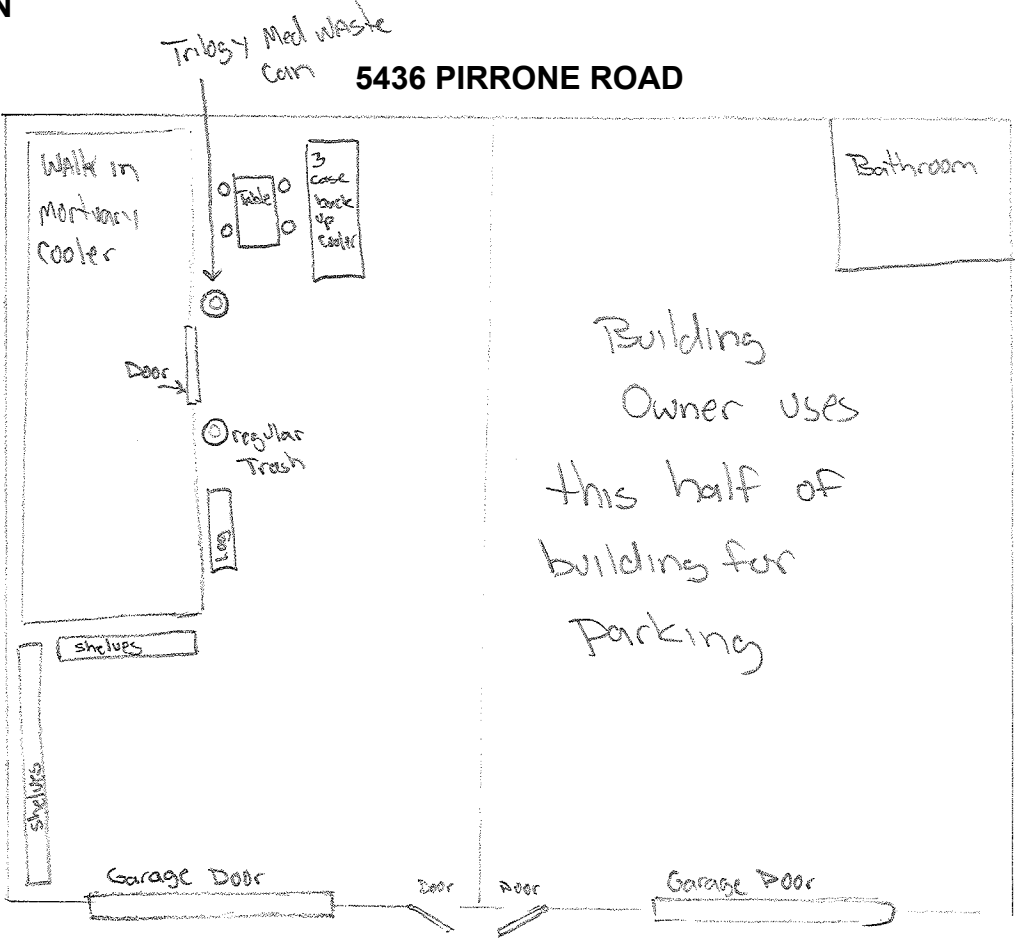 N
Trilogy Med Waste
Can
5436 PIRRONE ROAD
Walk in
mortuary
cooler
Table
3
case
back
up
cooler
Bathroom
Door
regular
Trash
Log
Building
Owner uses
this half of
building for
Parking
shelves
shelves
Garage Door
Door
Door
Garage Door